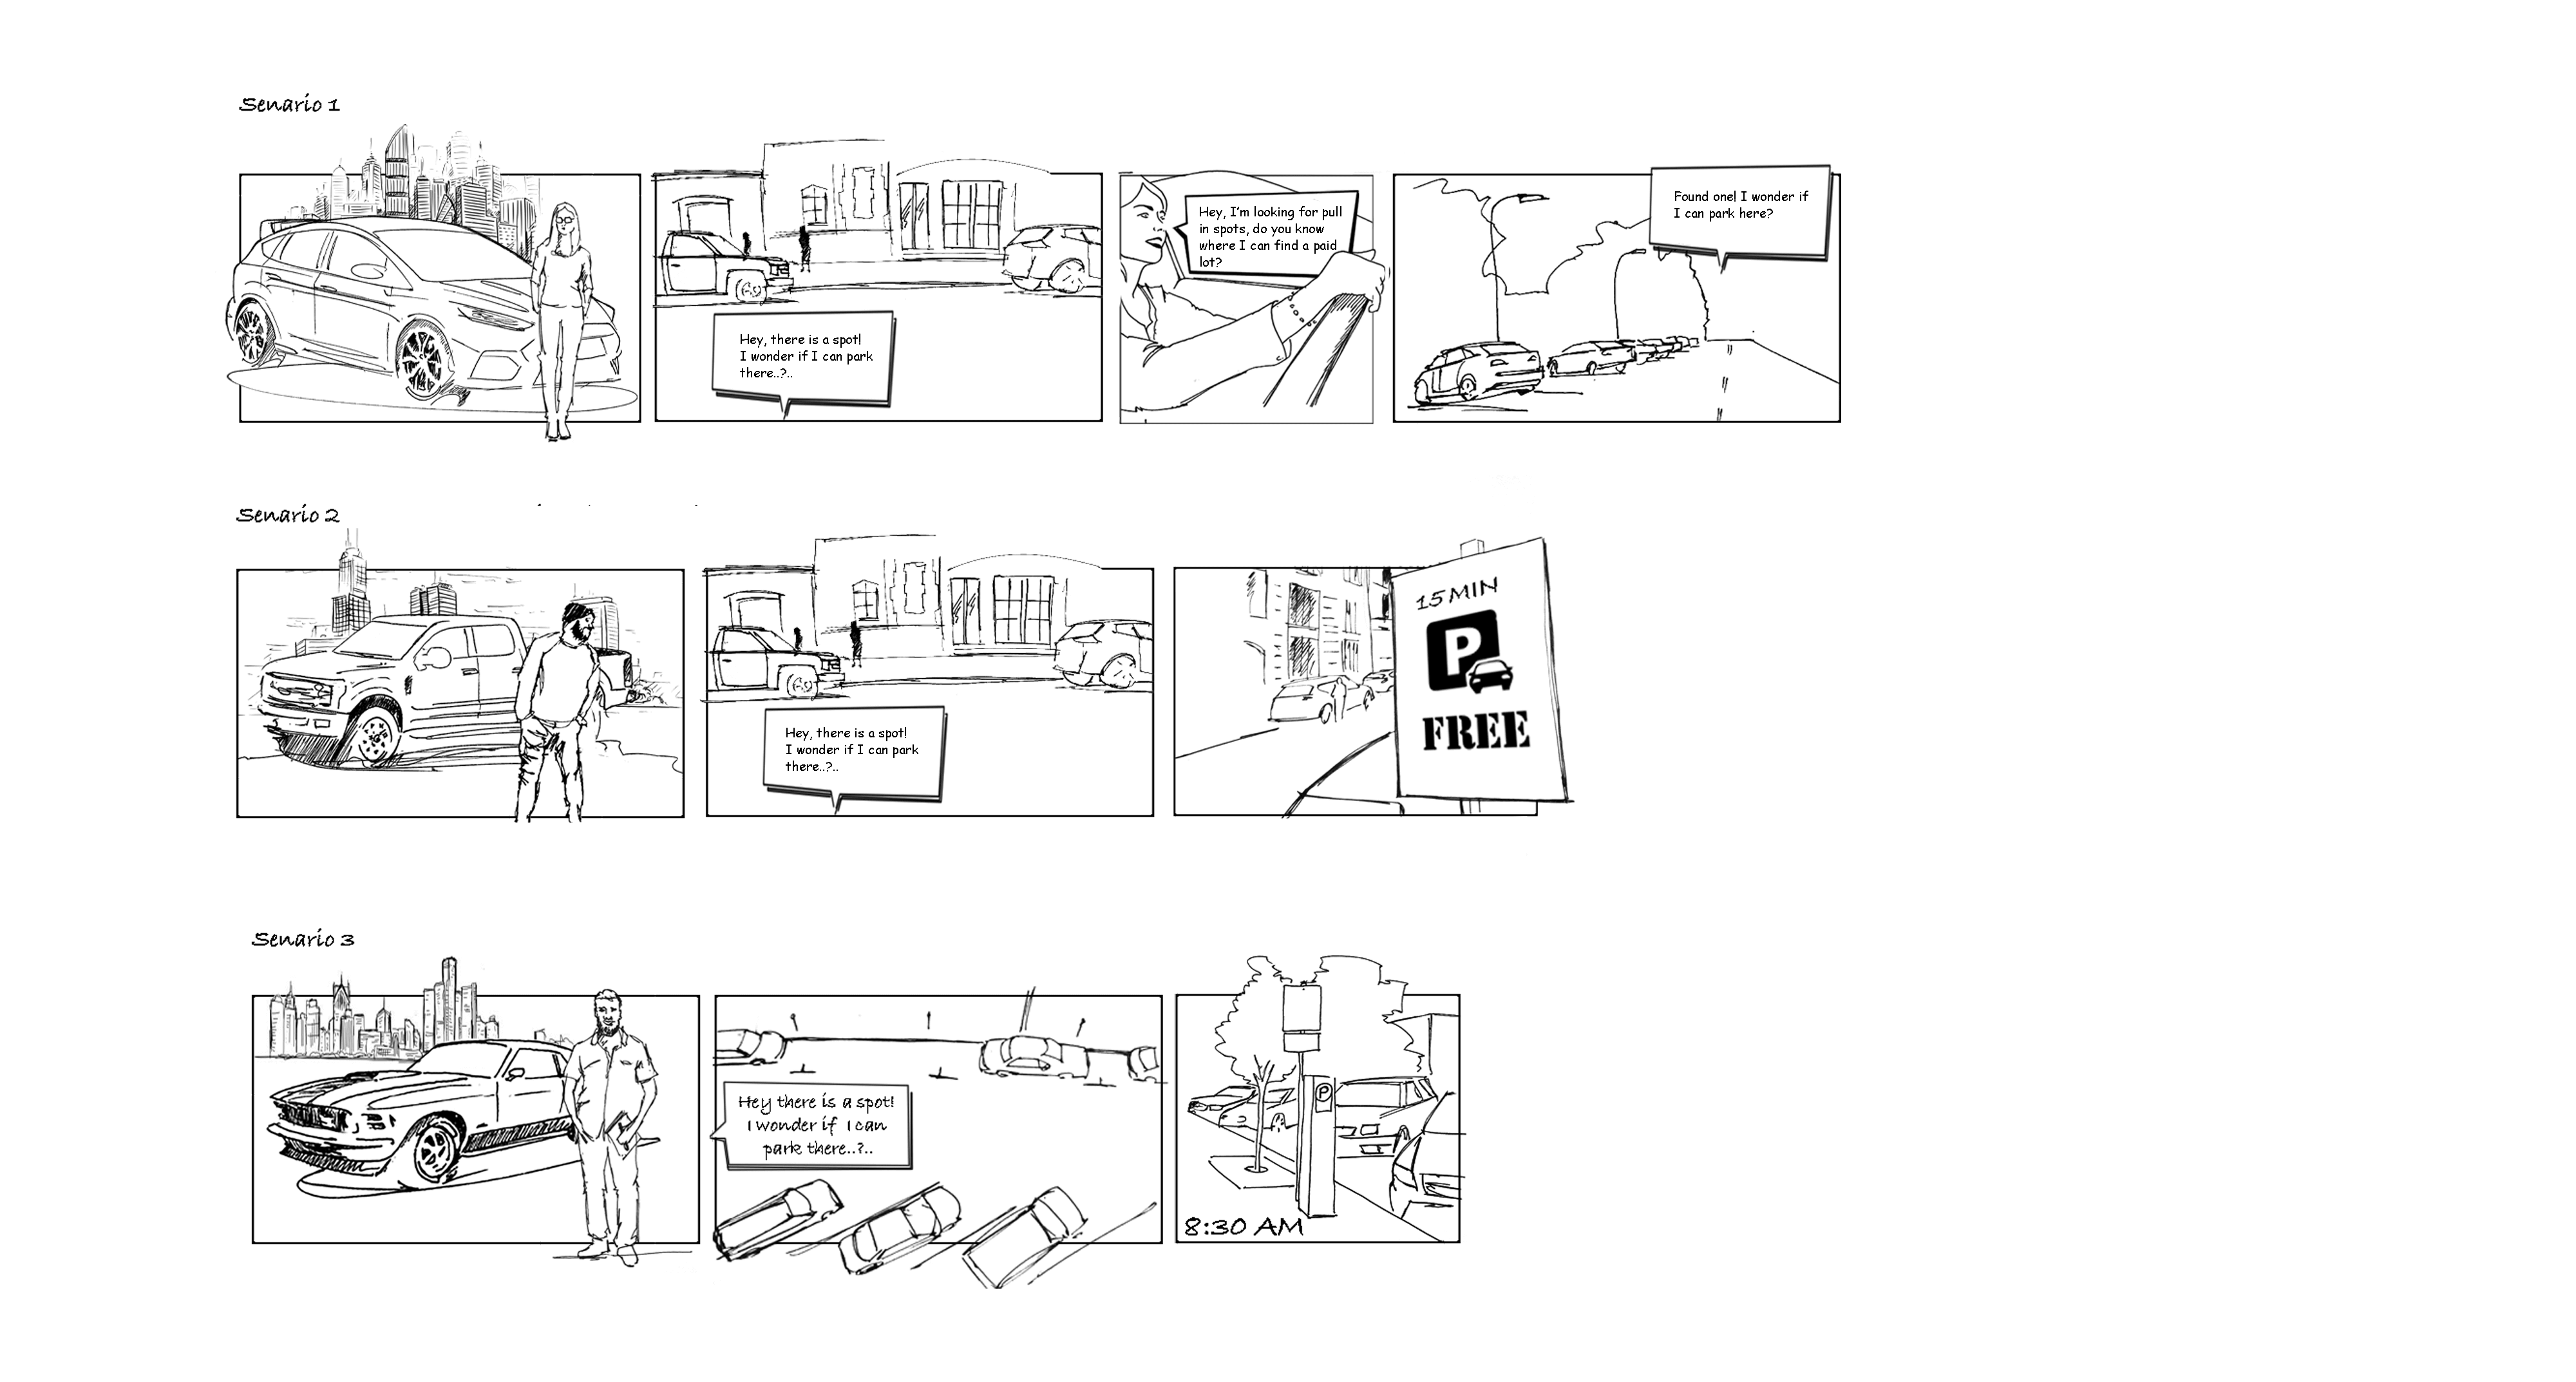 Senario 1
Hey, there is a spot!
I wonder if I can park
there..?..
Hey, I'm looking for pull
in spots, do you know
where I can find a paid
lot?
Found one! I wonder if
I can park here?
Senario 2
Hey, there is a spot!
I wonder if I can park
there..?..
15 MIN
P
FREE
Senario 3
Hey there is a spot!
I wonder if I can
park there..?..
P
8:30 AM